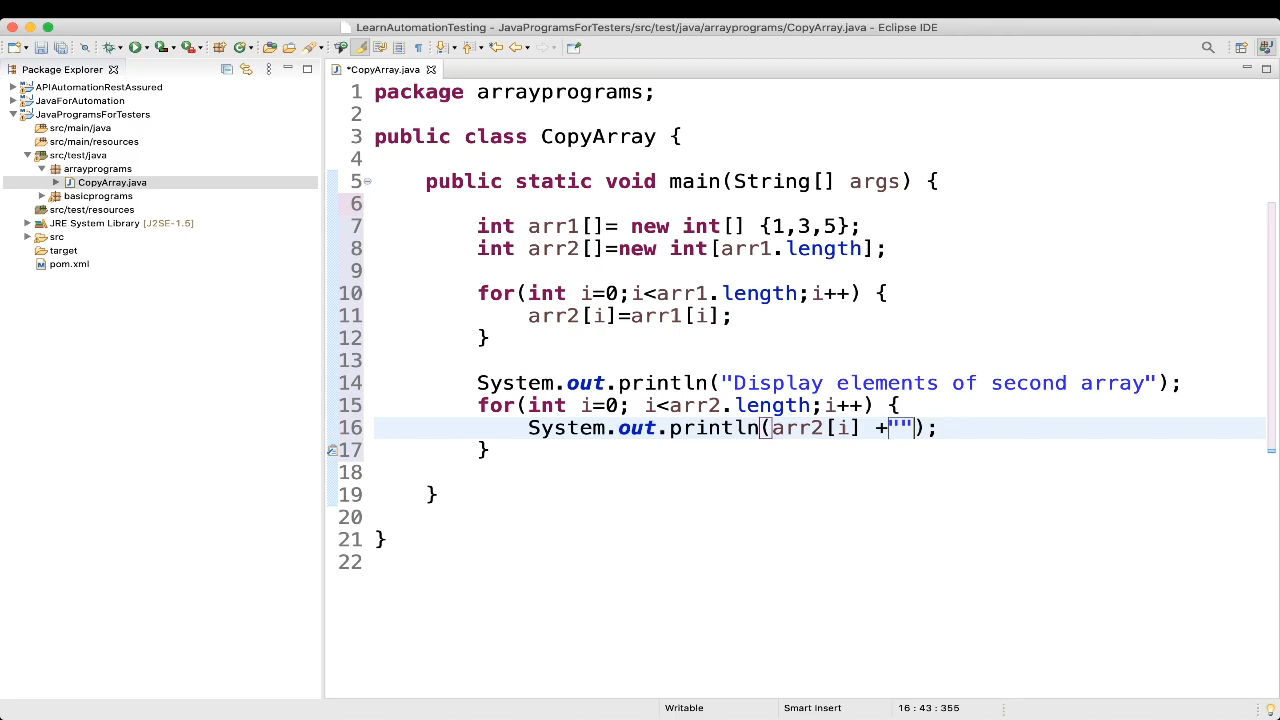 LearnAutomationTesting - JavaProgramsForTesters/src/test/java/arrayprograms/CopyArray.java - Eclipse IDE
Package Explorer
*CopyArray.java
APIAutomationRestAssured
JavaForAutomation
JavaProgramsForTesters
src/main/java
src/main/resources
src/test/java
arrayprograms
CopyArray.java
basicprograms
src/test/resources
JRE System Library [J2SE-1.5]
src
target
pom.xml
1 package arrayprograms;
2
3 public class CopyArray {
4
5 public static void main(String[] args) {
6
7 int arr1[]= new int[] {1,3,5};
8 int arr2[]=new int[arr1.length];
9
10 for(int i=0;i<arr1.length;i++) {
11 arr2[i]=arr1[i];
12 }
13
14 System.out.println("Display elements of second array");
15 for(int i=0; i<arr2.length;i++) {
16 System.out.println(arr2[i] +"");
17 }
18
19 }
20
21 }
22
Writable
Smart Insert
16 : 43 : 355